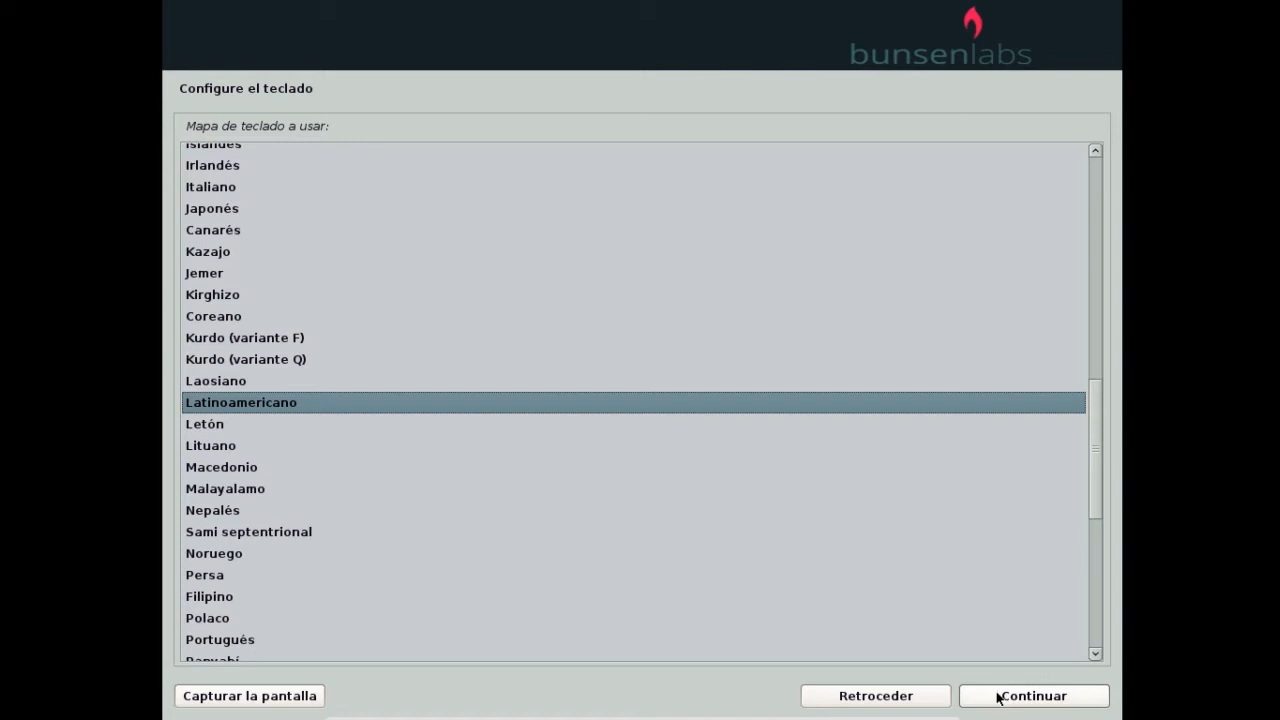 bunsenlabs
Configure el teclado
Mapa de teclado a usar:
Islandés
Irlandés
Italiano
Japonés
Canarés
Kazajo
Jemer
Kirghizo
Coreano
Kurdo (variante F)
Kurdo (variante Q)
Laosiano
Latinoamericano
Letón
Lituano
Macedonio
Malayalamo
Nepalés
Sami septentrional
Noruego
Persa
Filipino
Polaco
Portugués
Panyabí
Capturar la pantalla
Retroceder
Continuar